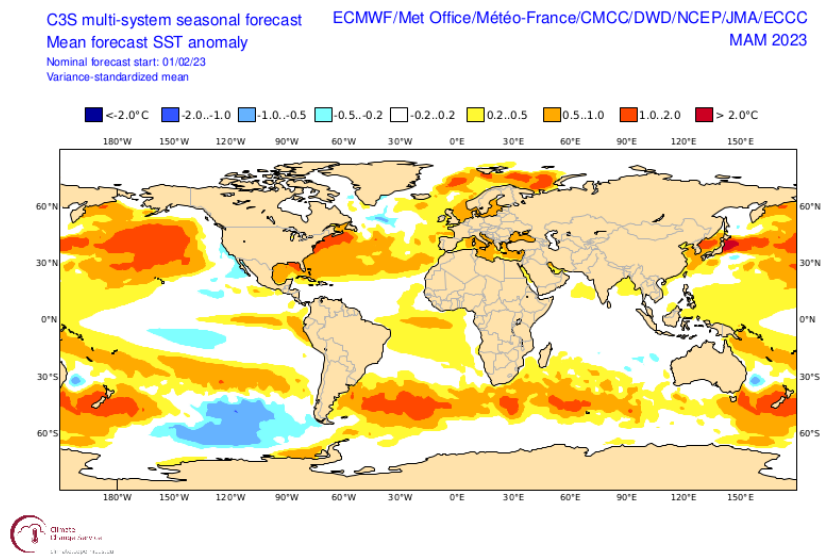 C3S multi-system seasonal forecast
ECMWF/Met Office/Météo-France/CMCC/DWD/NCEP/JMA/ECCC
Mean forecast SST anomaly
MAM 2023
Nominal forecast start: 01/02/23
Variance-standardized mean
<-2.0°C -2.0..-1.0 -1.0..-0.5 -0.5..-0.2 -0.2..0.2 0.2..0.5 0.5..1.0 1.0..2.0 > 2.0°C
180°W 150°W 120°W 90°W 60°W 30°W 0°E 30°E 60°E 90°E 120°E 150°E
60°N 60°N
30°N 30°N
0°N 0°N
30°S 30°S
60°S 60°S
180°W 150°W 120°W 90°W 60°W 30°W 0°E 30°E 60°E 90°E 120°E 150°E
Climate
Change Service